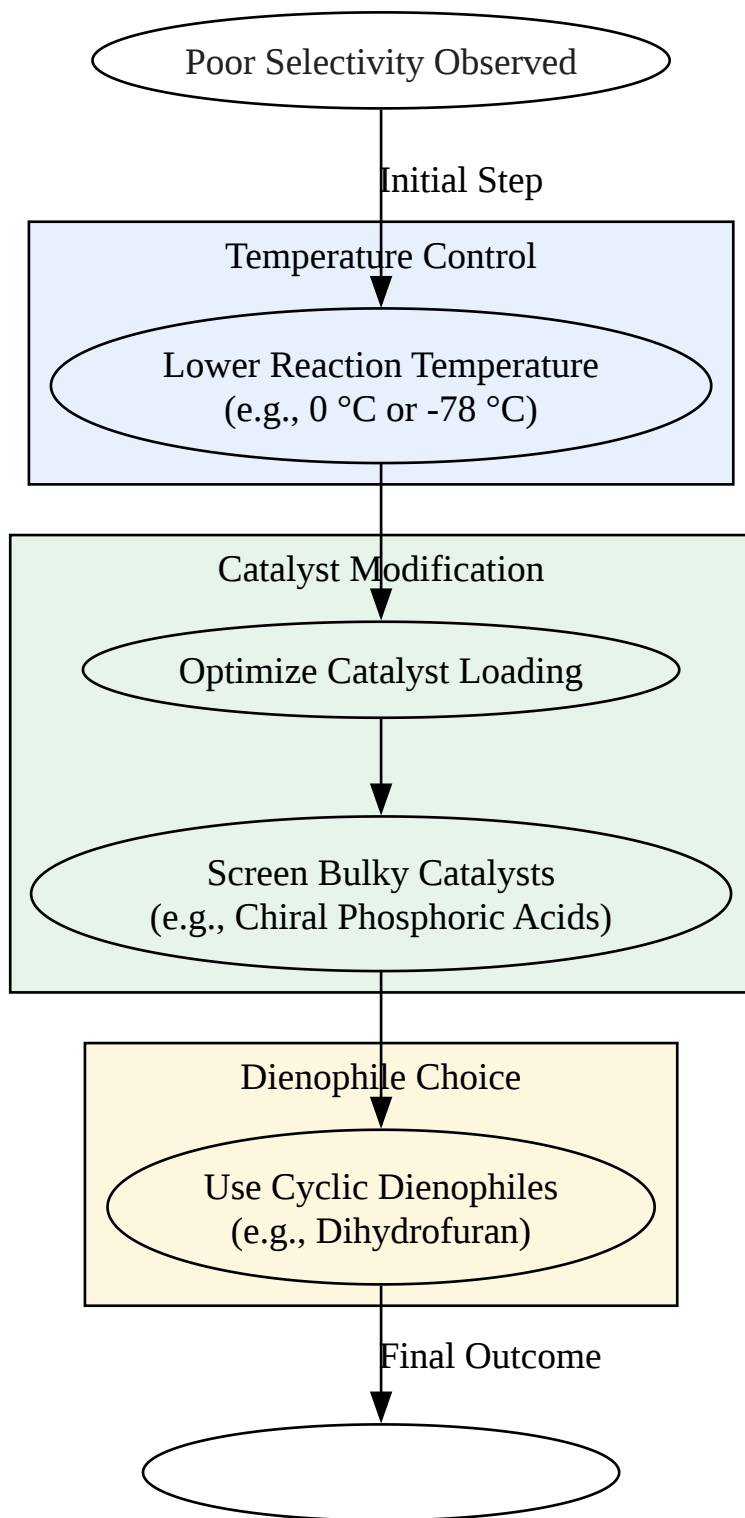 Poor Selectivity Observed
Initial Step
Temperature Control
Lower Reaction Temperature
(e.g., 0 °C or -78 °C)
Catalyst Modification
Optimize Catalyst Loading
Screen Bulky Catalysts
(e.g., Chiral Phosphoric Acids)
Dienophile Choice
Use Cyclic Dienophiles
(e.g., Dihydrofuran)
Final Outcome